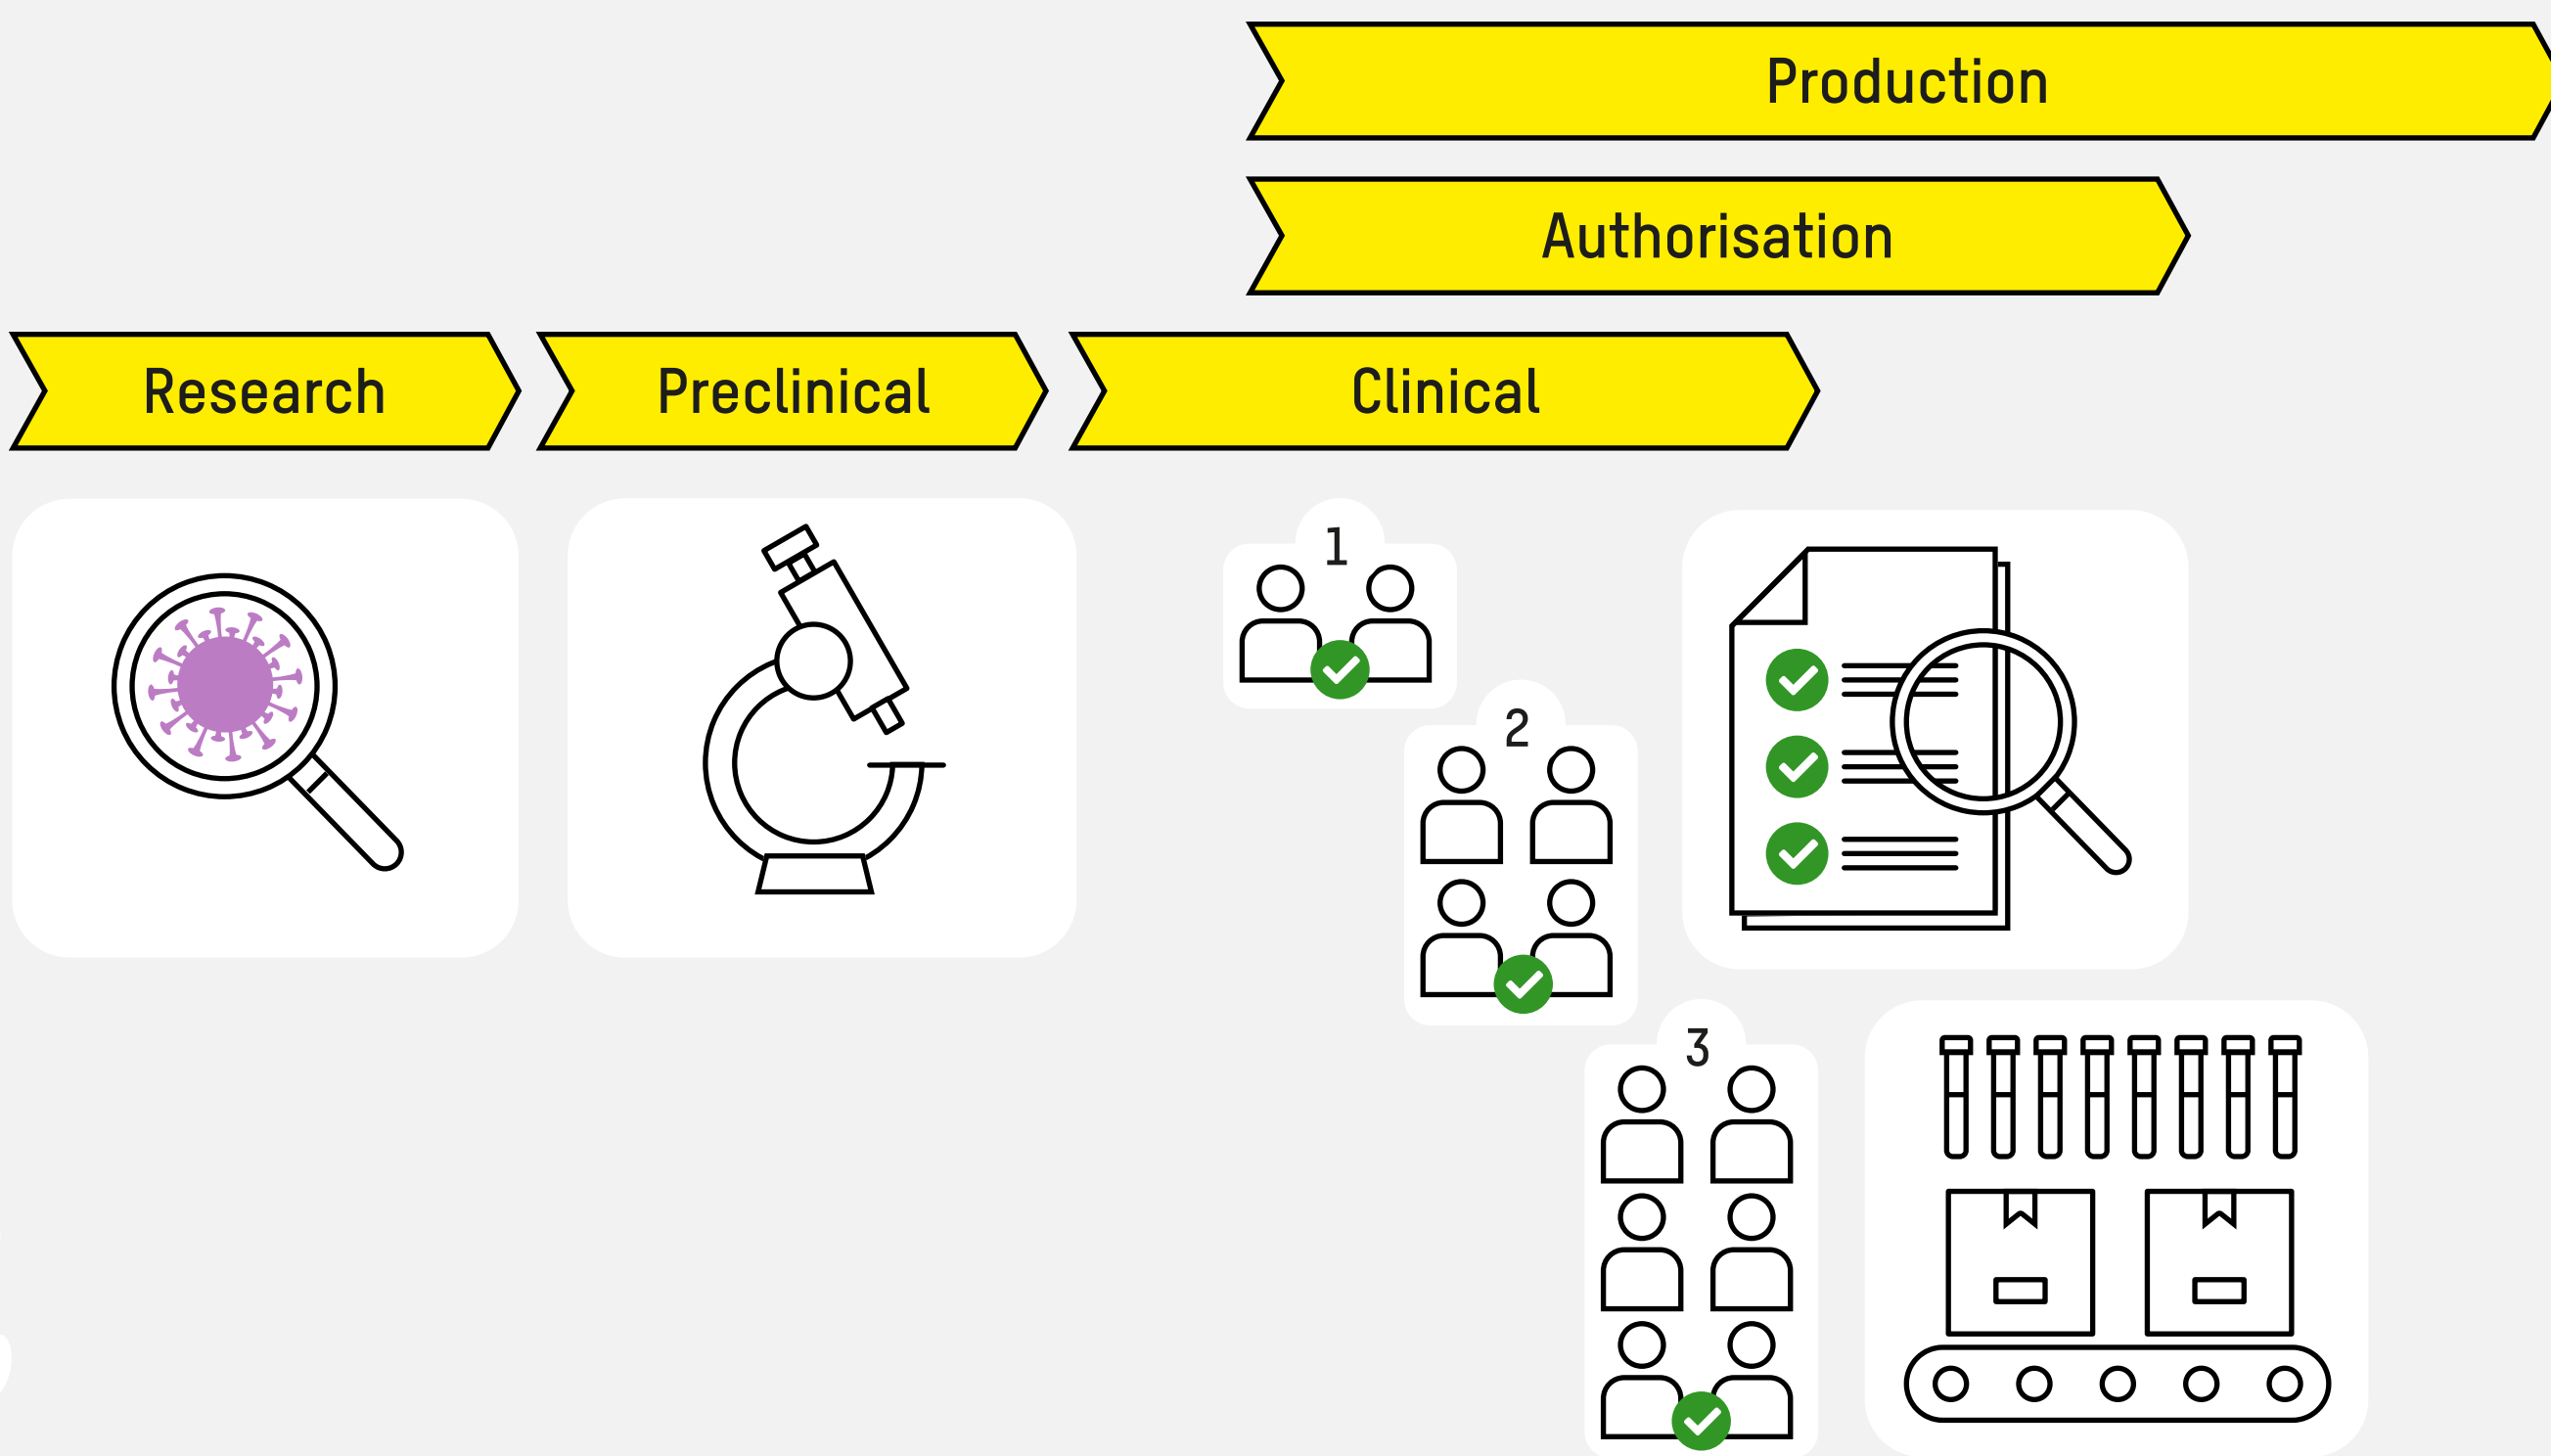 Production
Authorisation
Research
Preclinical
Clinical
1
2
3